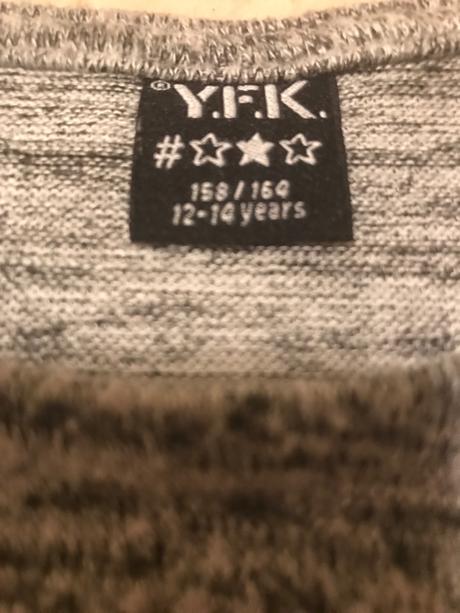 ® Y.F.K.
#☆★☆
158/164
12-14 years